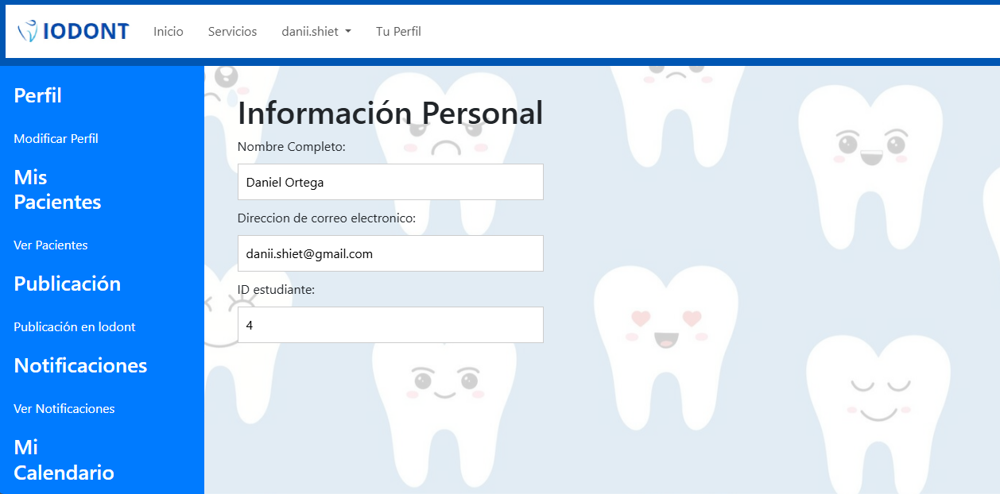 IODONT Inicio Servicios danii.shiet Tu Perfil
Perfil
Modificar Perfil
Mis
Pacientes
Ver Pacientes
Publicación
Publicación en Iodont
Notificaciones
Ver Notificaciones
Mi
Calendario
Información Personal
Nombre Completo:
Daniel Ortega
Direccion de correo electronico:
danii.shiet@gmail.com
ID estudiante:
4